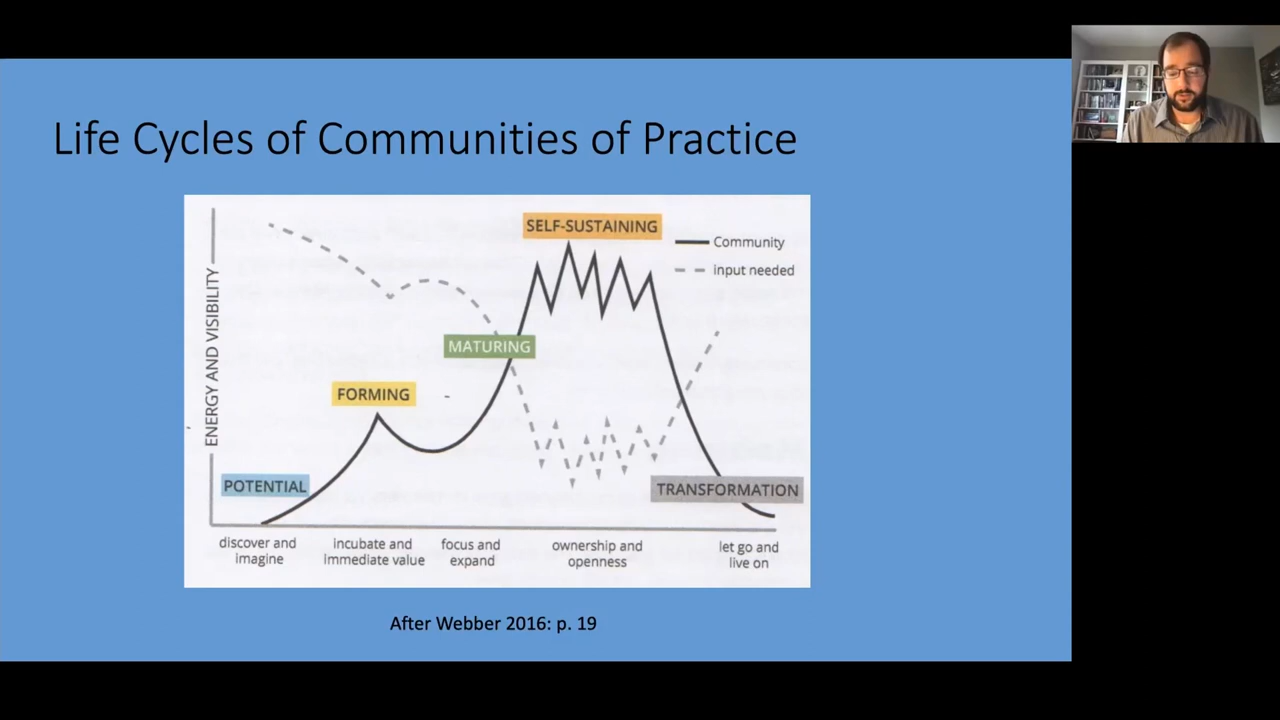 Life Cycles of Communities of Practice
SELF-SUSTAINING
Community
Input needed
ENERGY AND VISIBILITY
MATURING
FORMING
POTENTIAL
TRANSFORMATION
discover and
imagine
incubate and
immediate value
focus and
expand
ownership and
openness
let go and
live on
After Webber 2016: p. 19